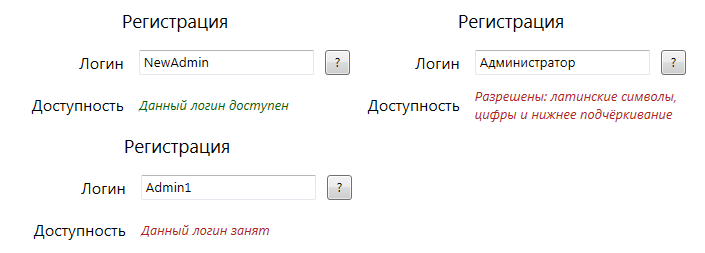 Регистрация
Логин NewAdmin ?
Доступность Данный логин доступен
Регистрация
Логин Администратор ?
Доступность Разрешены: латинские символы,
цифры и нижнее подчёркивание
Регистрация
Логин Admin1 ?
Доступность Данный логин занят